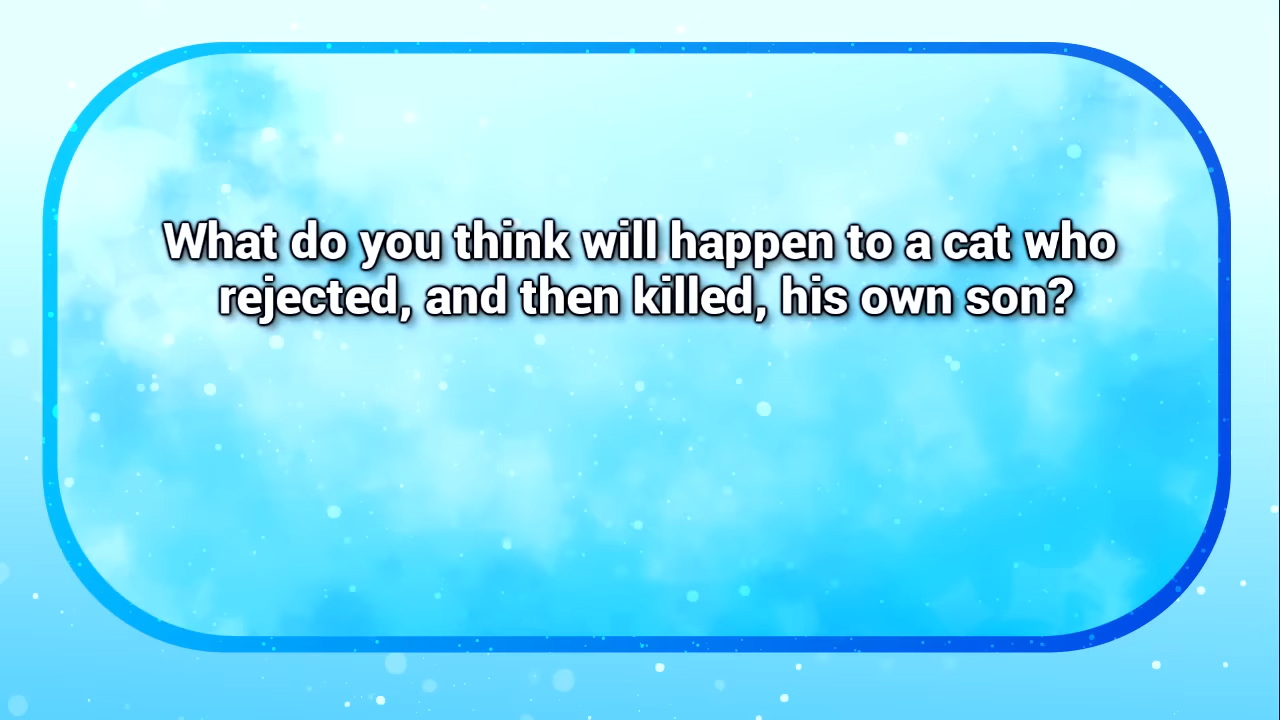 What do you think will happen to a cat who
rejected, and then killed, his own son?